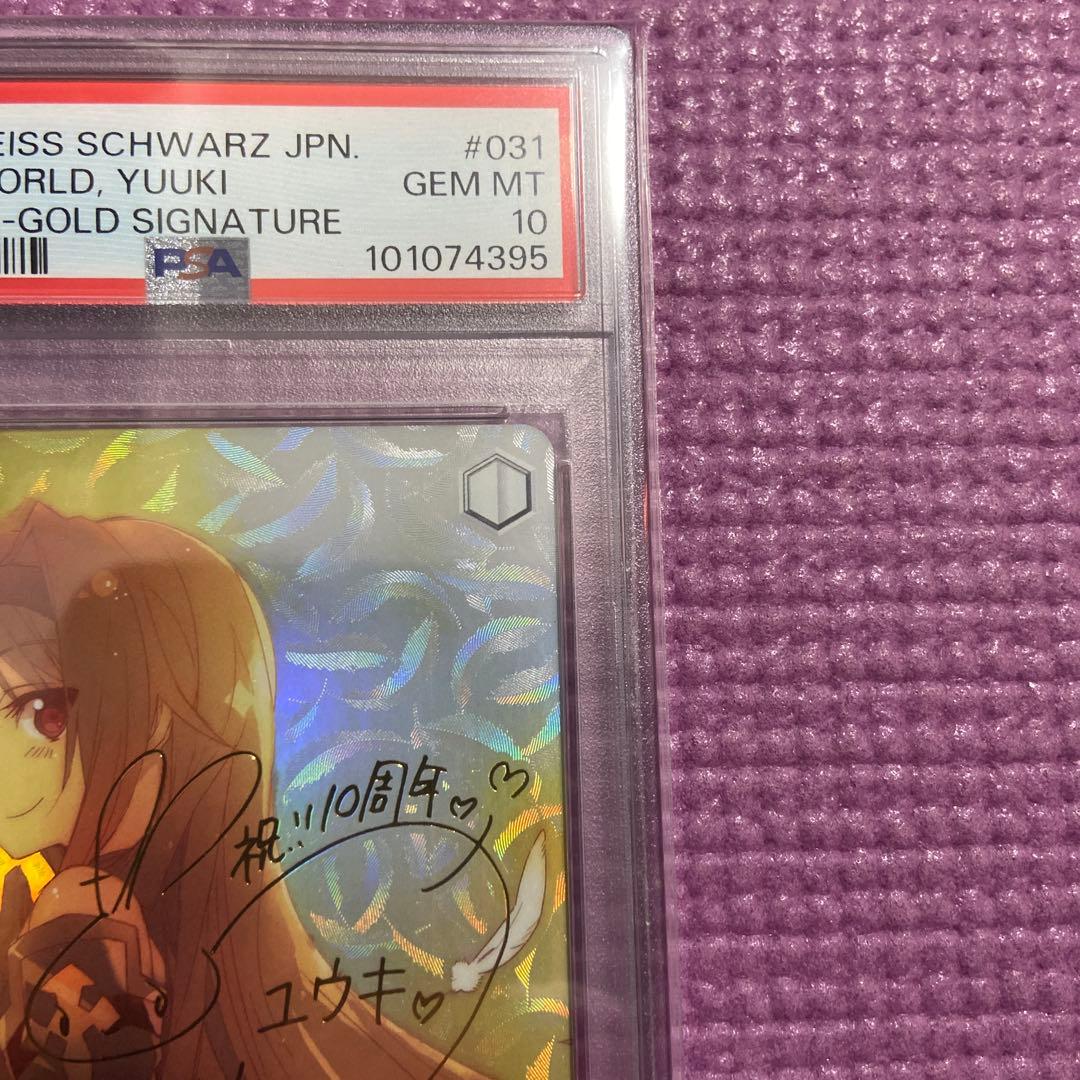 EISS SCHWARZ JPN. #031
ORLD, YUUKI GEM MT
-GOLD SIGNATURE 10
PSA 101074395
祝!!10周年♡♡
ユウキ♡